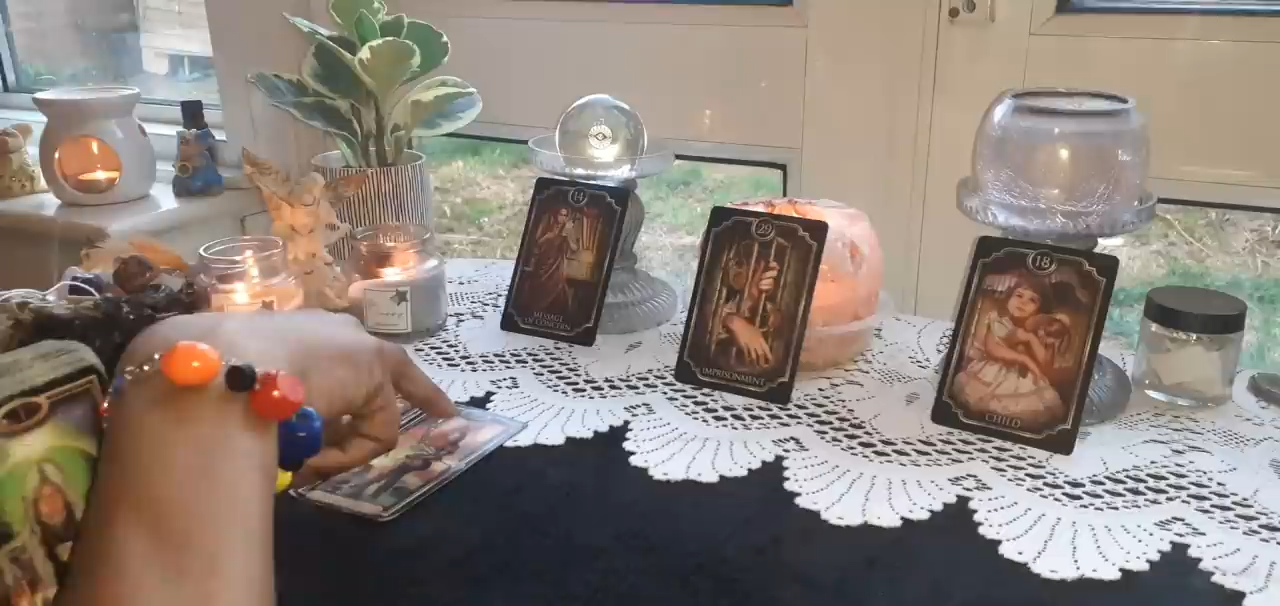 14
MESSAGE
OF CONCERN
29
IMPRISONMENT
18
CHILD